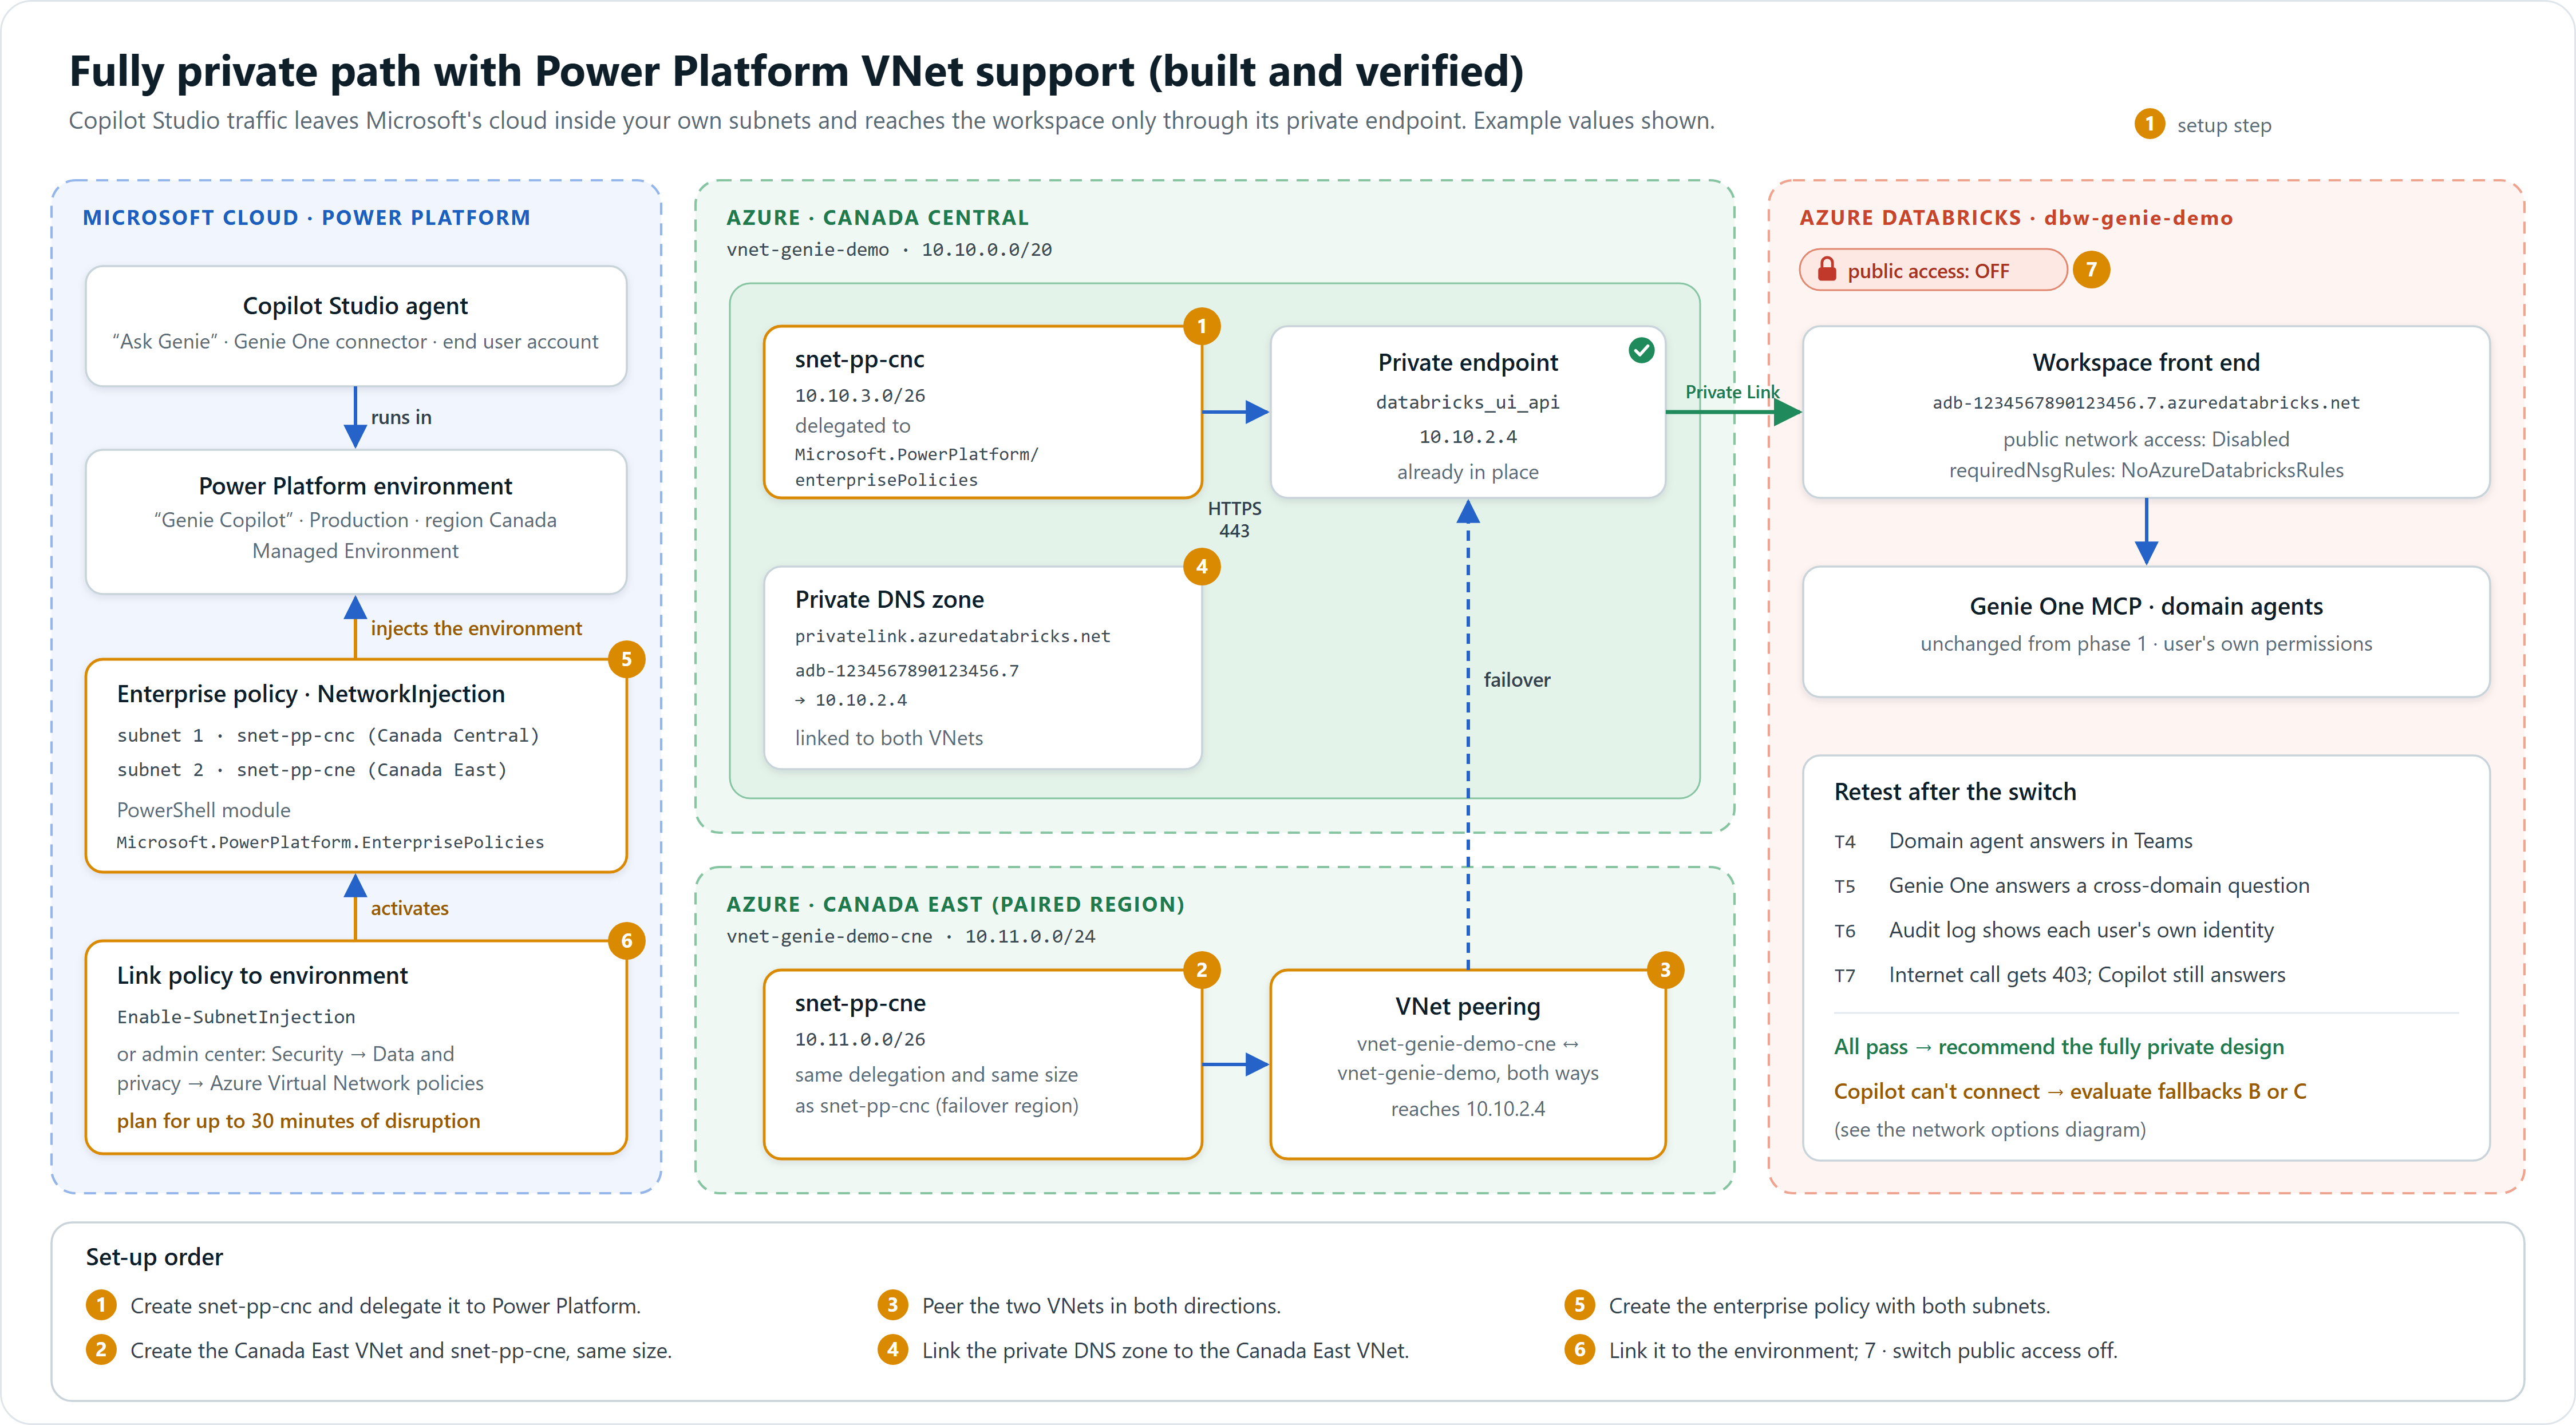 Fully private path with Power Platform VNet support (built and verified)
Copilot Studio traffic leaves Microsoft's cloud inside your own subnets and reaches the workspace only through its private endpoint. Example values shown.
1 setup step
MICROSOFT CLOUD · POWER PLATFORM
Copilot Studio agent
“Ask Genie” · Genie One connector · end user account
runs in
Power Platform environment
“Genie Copilot” · Production · region Canada
Managed Environment
injects the environment
5
Enterprise policy · NetworkInjection
subnet 1 · snet-pp-cnc (Canada Central)
subnet 2 · snet-pp-cne (Canada East)
PowerShell module
Microsoft.PowerPlatform.EnterprisePolicies
activates
6
Link policy to environment
Enable-SubnetInjection
or admin center: Security → Data and
privacy → Azure Virtual Network policies
plan for up to 30 minutes of disruption
AZURE · CANADA CENTRAL
vnet-genie-demo · 10.10.0.0/20
1
snet-pp-cnc
10.10.3.0/26
delegated to
Microsoft.PowerPlatform/
enterprisePolicies
HTTPS
443
Private endpoint
databricks_ui_api
10.10.2.4
already in place
Private Link
4
Private DNS zone
privatelink.azuredatabricks.net
adb-1234567890123456.7
→ 10.10.2.4
linked to both VNets
failover
AZURE · CANADA EAST (PAIRED REGION)
vnet-genie-demo-cne · 10.11.0.0/24
2
snet-pp-cne
10.11.0.0/26
same delegation and same size
as snet-pp-cnc (failover region)
3
VNet peering
vnet-genie-demo-cne ↔
vnet-genie-demo, both ways
reaches 10.10.2.4
AZURE DATABRICKS · dbw-genie-demo
public access: OFF
7
Workspace front end
adb-1234567890123456.7.azuredatabricks.net
public network access: Disabled
requiredNsgRules: NoAzureDatabricksRules
Genie One MCP · domain agents
unchanged from phase 1 · user's own permissions
Retest after the switch
T4 Domain agent answers in Teams
T5 Genie One answers a cross-domain question
T6 Audit log shows each user's own identity
T7 Internet call gets 403; Copilot still answers
All pass → recommend the fully private design
Copilot can't connect → evaluate fallbacks B or C
(see the network options diagram)
Set-up order
1 Create snet-pp-cnc and delegate it to Power Platform.
2 Create the Canada East VNet and snet-pp-cne, same size.
3 Peer the two VNets in both directions.
4 Link the private DNS zone to the Canada East VNet.
5 Create the enterprise policy with both subnets.
6 Link it to the environment; 7 · switch public access off.